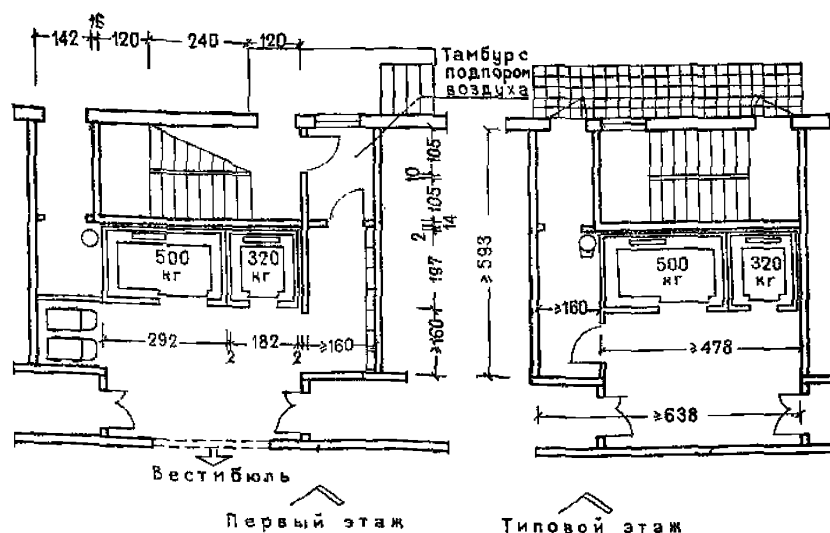 142 16 120 240 120
Тамбур с
подпором
воздуха
105
10
105
14
2
197
≥160
500
кг
320
кг
292
2
182
2
≥160
Вестибюль
Первый этаж
≥593
500
кг
320
кг
≥160
≥478
≥638
Типовой этаж